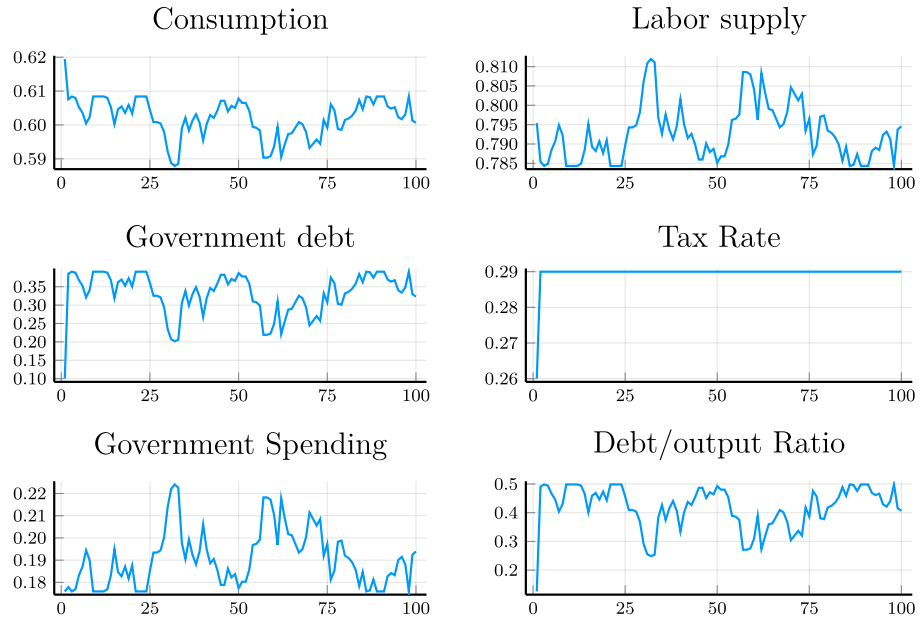 Consumption
Labor supply
0.62
0.61
0.60
0.59
0 25 50 75 100
0.810
0.805
0.800
0.795
0.790
0.785
0 25 50 75 100
Government debt
Tax Rate
0.35
0.30
0.25
0.20
0.15
0.10
0 25 50 75 100
0.29
0.28
0.27
0.26
0 25 50 75 100
Government Spending
Debt/output Ratio
0.22
0.21
0.20
0.19
0.18
0 25 50 75 100
0.5
0.4
0.3
0.2
0 25 50 75 100